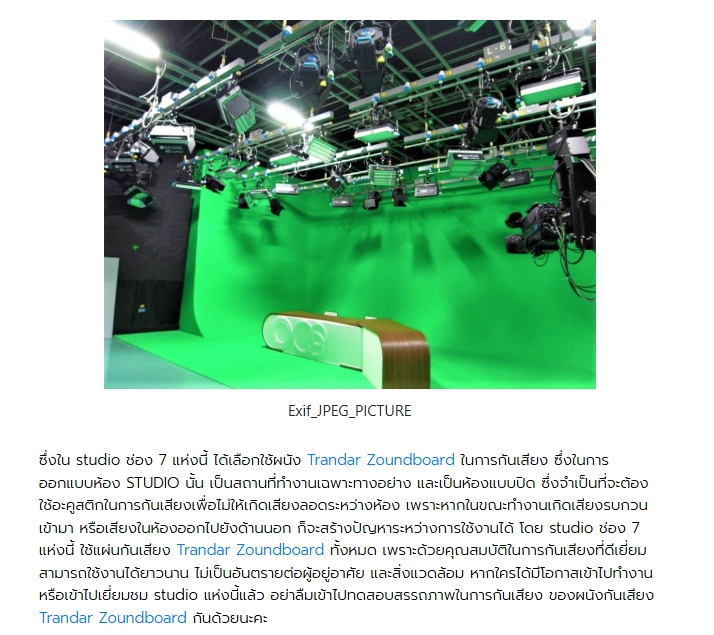 L-6
Exif_JPEG_PICTURE
ซึ่งใน studio ช่อง 7 แห่งนี้ ได้เลือกใช้ผนัง Trandar Zoundboard ในการกันเสียง ซึ่งในการ
ออกแบบห้อง STUDIO นั้น เป็นสถานที่ทำงานเฉพาะทางอย่าง และเป็นห้องแบบปิด ซึ่งจำเป็นที่จะต้อง
ใช้อะคูสติกในการกันเสียงเพื่อไม่ให้เกิดเสียงลอดระหว่างห้อง เพราะหากในขณะทำงานเกิดเสียงรบกวน
เข้ามา หรือเสียงในห้องออกไปยังด้านนอก ก็จะสร้างปัญหาระหว่างการใช้งานได้ โดย studio ช่อง 7
แห่งนี้ ใช้แผ่นกันเสียง Trandar Zoundboard ทั้งหมด เพราะด้วยคุณสมบัติในการกันเสียงที่ดีเยี่ยม
สามารถใช้งานได้ยาวนาน ไม่เป็นอันตรายต่อผู้อยู่อาศัย และสิ่งแวดล้อม หากใครได้มีโอกาสเข้าไปทำงาน
หรือเข้าไปเยี่ยมชม studio แห่งนี้แล้ว อย่าลืมเข้าไปทดสอบสรรถภาพในการกันเสียง ของผนังกันเสียง
Trandar Zoundboard กันด้วยนะคะ